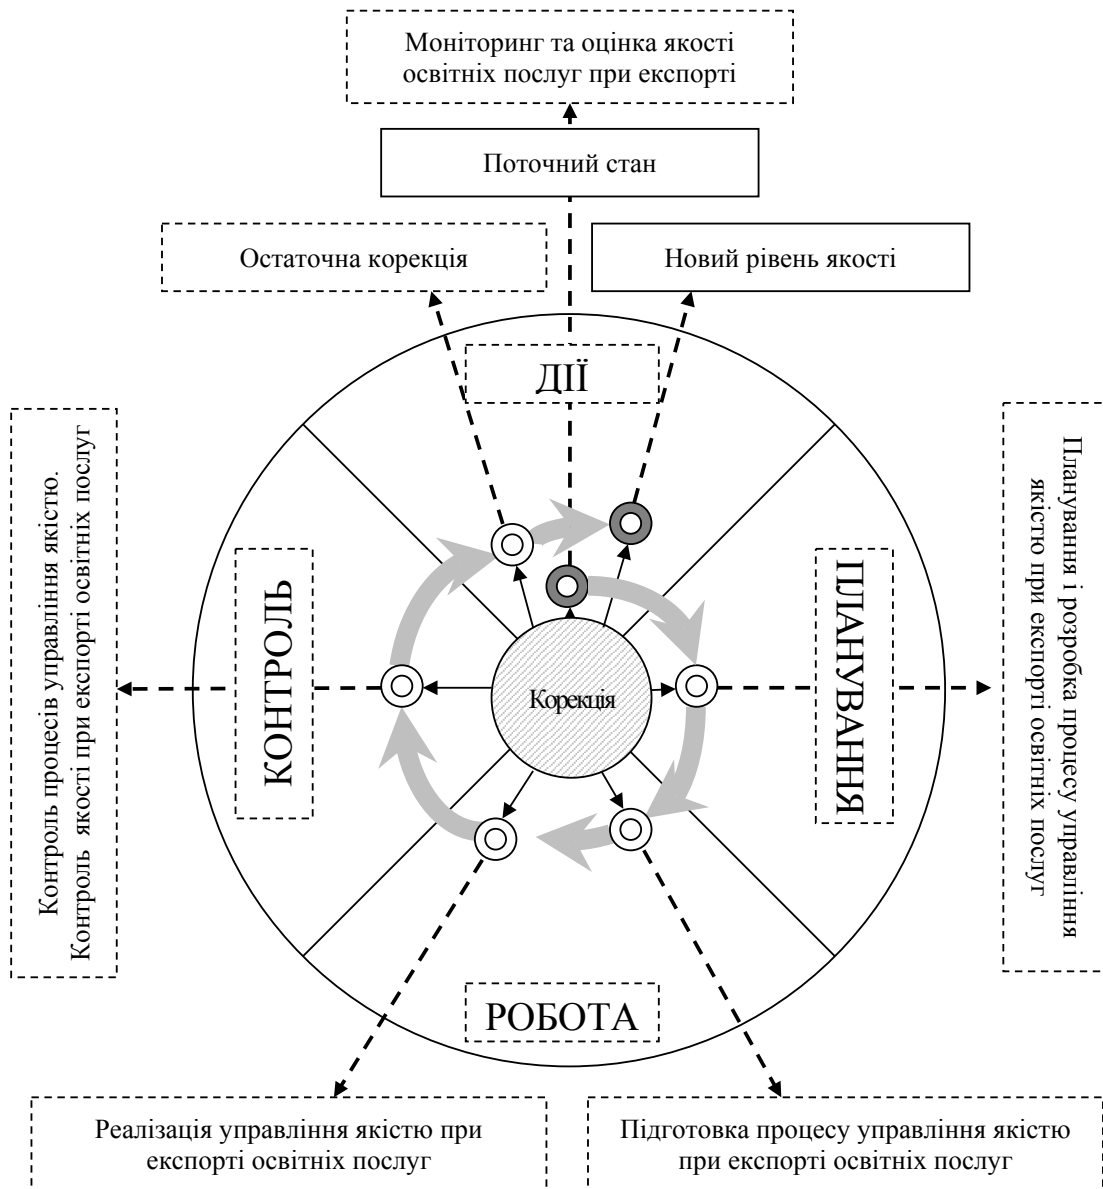 Моніторинг та оцінка якості
освітніх послуг при експорті
Поточний стан
Остаточна корекція
Новий рівень якості
ДІЇ
Контроль процесів управління якістю.
Контроль якості при експорті освітніх послуг
КОНТРОЛЬ
Корекція
ПЛАНУВАННЯ
Планування і розробка процесу управління
якістю при експорті освітніх послуг
РОБОТА
Реалізація управління якістю при
експорті освітніх послуг
Підготовка процесу управління якістю
при експорті освітніх послуг